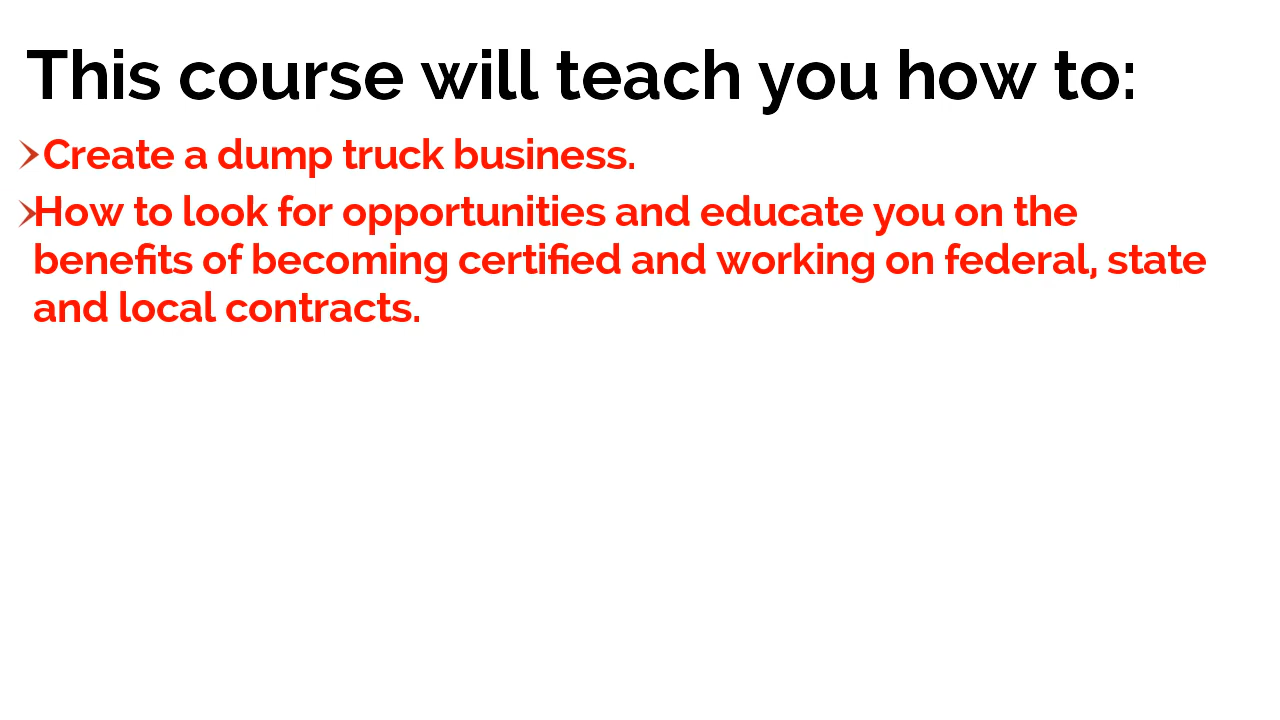 This course will teach you how to:
Create a dump truck business.
How to look for opportunities and educate you on the
benefits of becoming certified and working on federal, state
and local contracts.